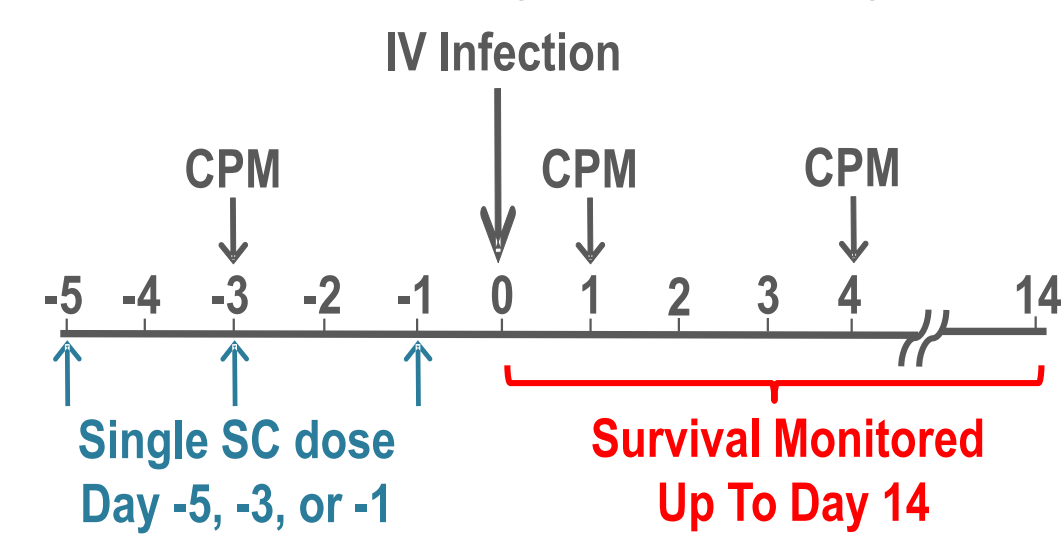 IV Infection
CPM CPM CPM
-5 -4 -3 -2 -1 0 1 2 3 4 14
Single SC dose
Day -5, -3, or -1
Survival Monitored
Up To Day 14